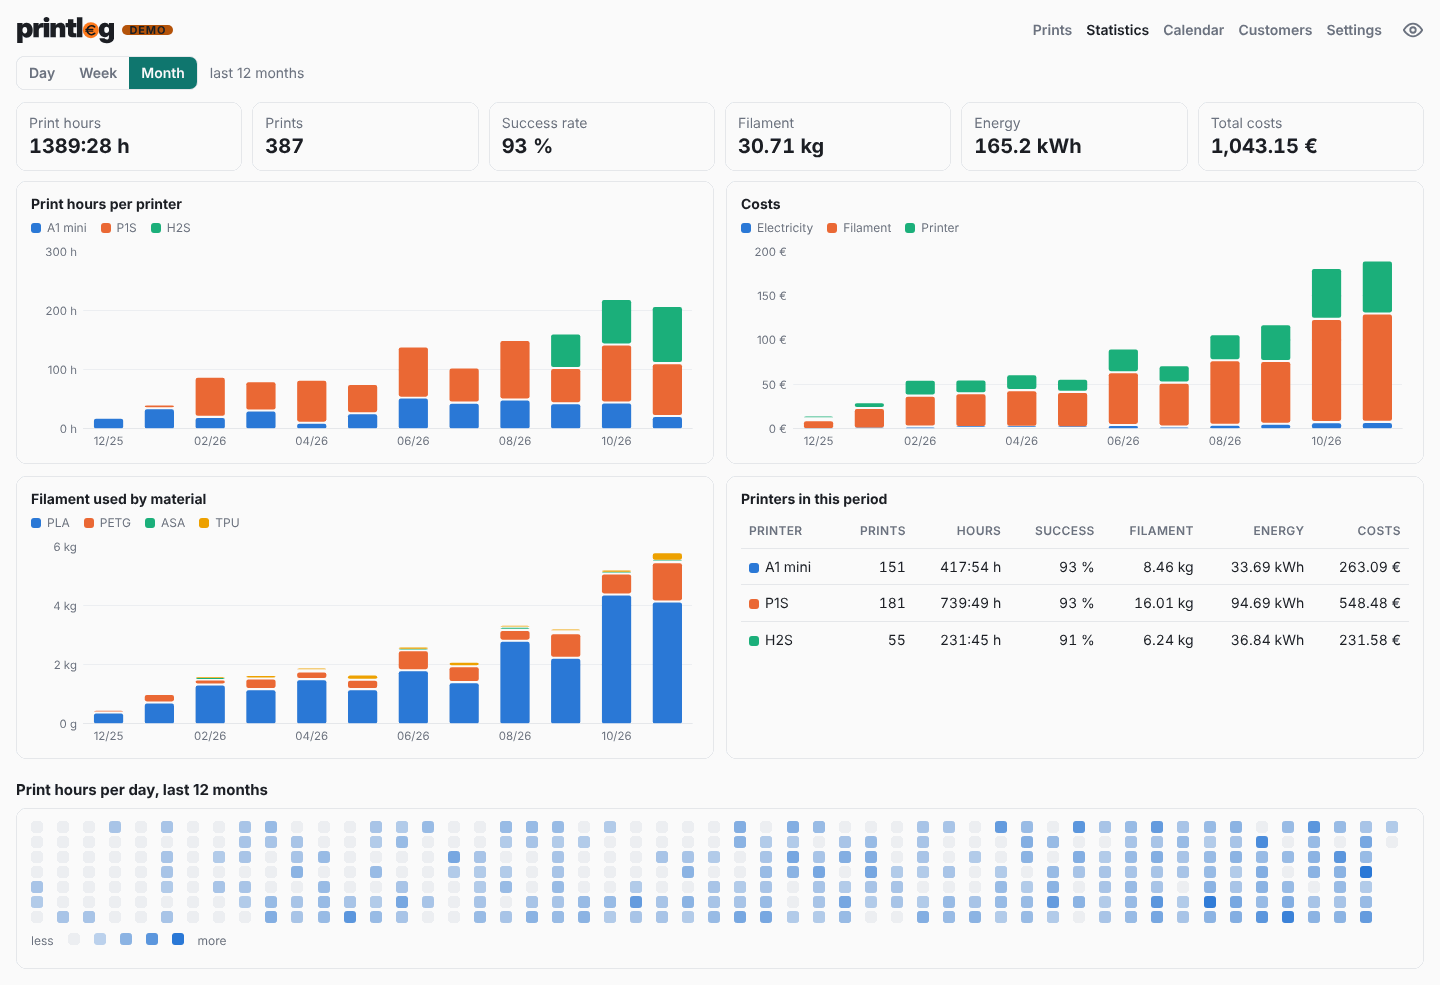 printl€g DEMO
Prints Statistics Calendar Customers Settings
Day Week Month last 12 months
Print hours
1389:28 h
Prints
387
Success rate
93 %
Filament
30.71 kg
Energy
165.2 kWh
Total costs
1,043.15 €
Print hours per printer
A1 mini P1S H2S
300 h
200 h
100 h
0 h
12/25 02/26 04/26 06/26 08/26 10/26
Costs
Electricity Filament Printer
200 €
150 €
100 €
50 €
0 €
12/25 02/26 04/26 06/26 08/26 10/26
Filament used by material
PLA PETG ASA TPU
6 kg
4 kg
2 kg
0 g
12/25 02/26 04/26 06/26 08/26 10/26
Printers in this period
PRINTER PRINTS HOURS SUCCESS FILAMENT ENERGY COSTS
A1 mini 151 417:54 h 93 % 8.46 kg 33.69 kWh 263.09 €
P1S 181 739:49 h 93 % 16.01 kg 94.69 kWh 548.48 €
H2S 55 231:45 h 91 % 6.24 kg 36.84 kWh 231.58 €
Print hours per day, last 12 months
less more